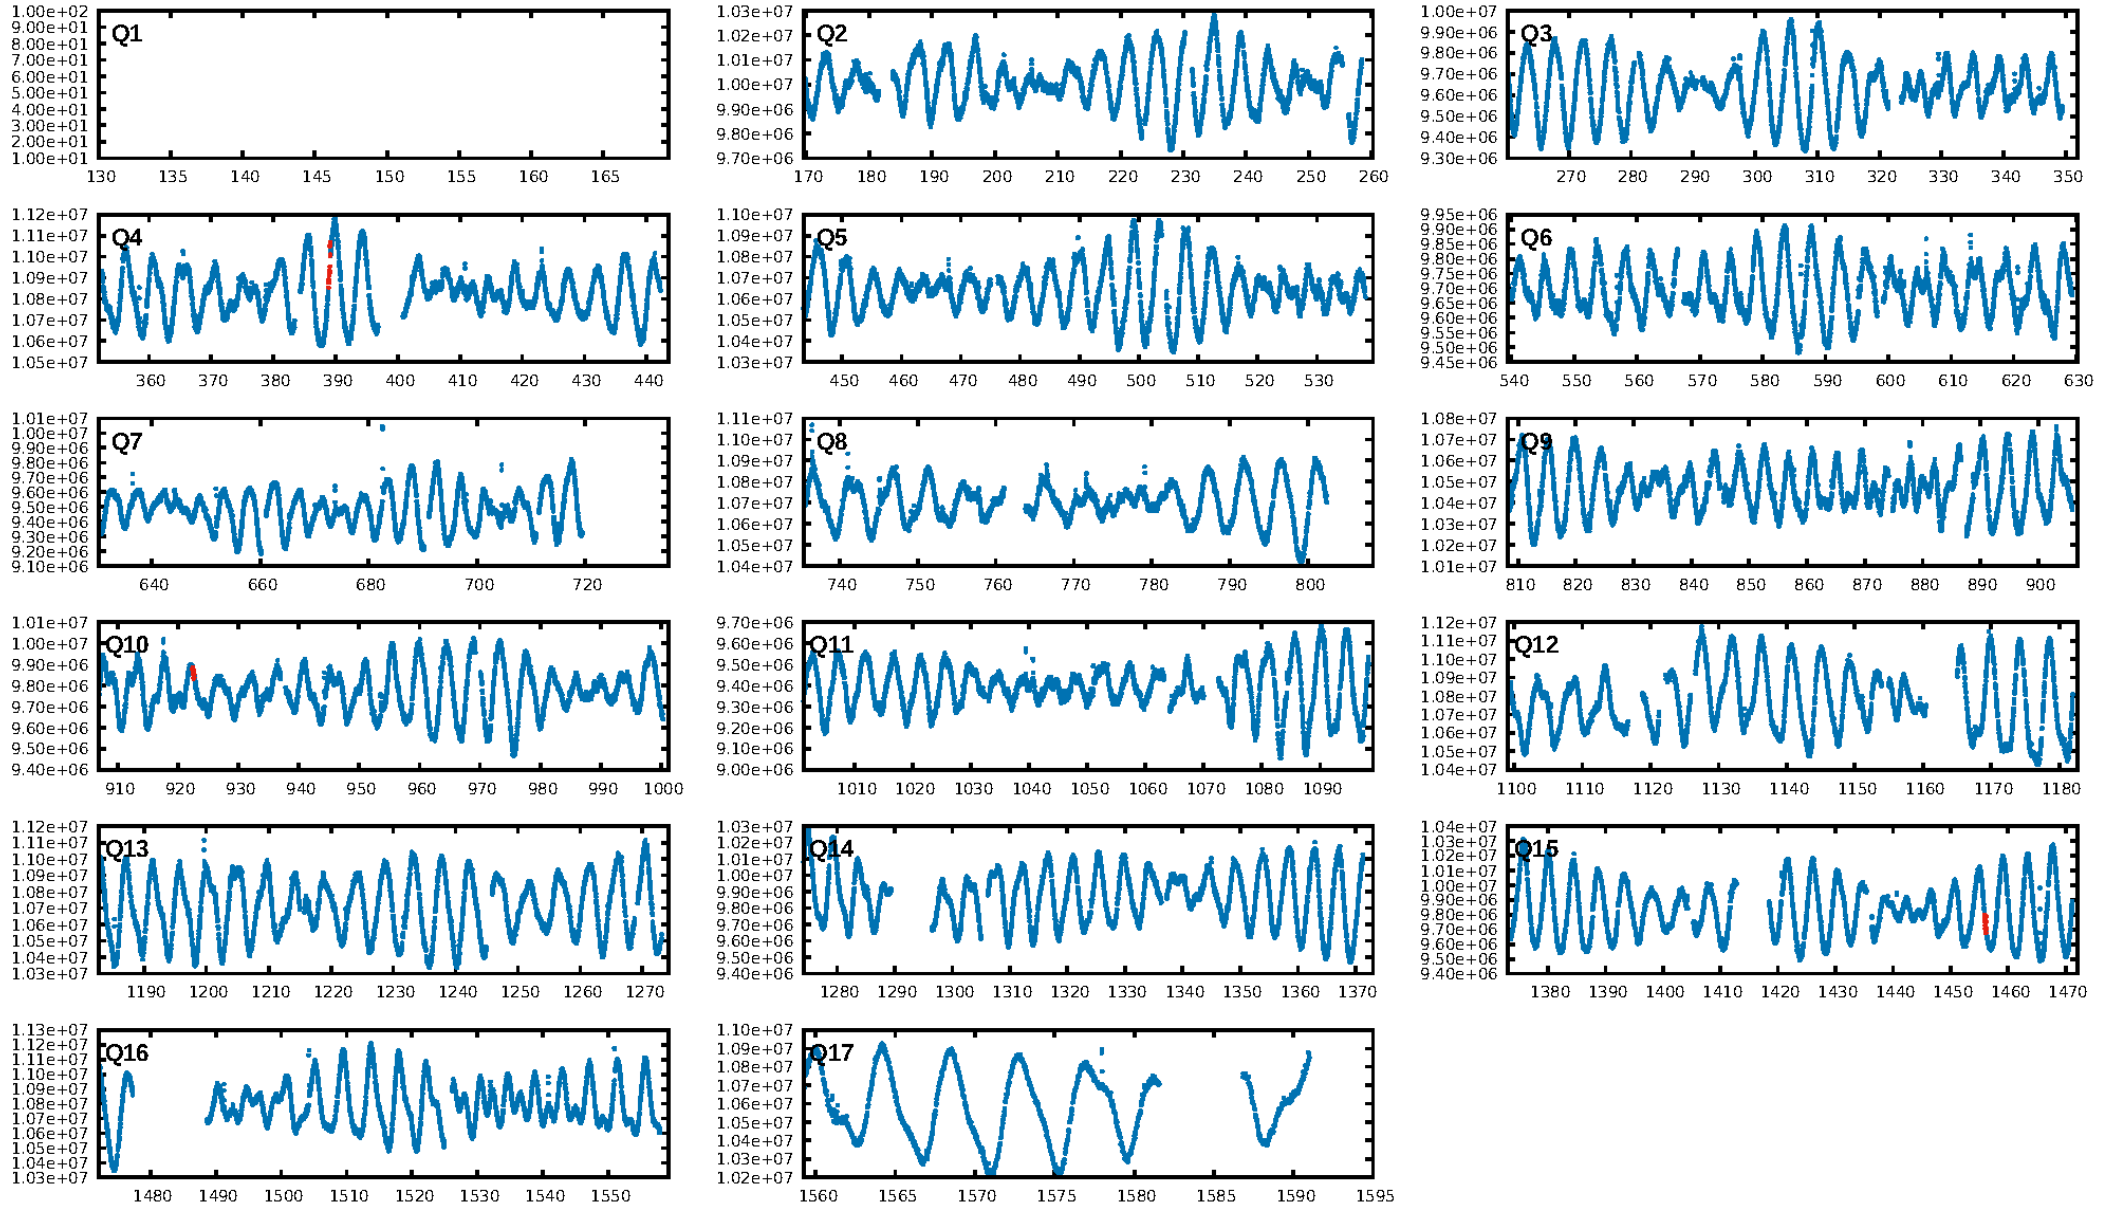 1.00e+02 9.00e+01 8.00e+01 7.00e+01 6.00e+01 5.00e+01 4.00e+01 3.00e+01 2.00e+01 1.00e+01
Q1
130 135 140 145 150 155 160 165
1.03e+07 1.02e+07 1.01e+07 1.00e+07 9.90e+06 9.80e+06 9.70e+06
Q2
170 180 190 200 210 220 230 240 250 260
1.00e+07 9.80e+06 9.70e+06 9.60e+06 9.50e+06 9.40e+06 9.30e+06
Q3
270 280 290 300 310 320 330 340 350
1.12e+07 1.11e+07 1.10e+07 1.09e+07 1.08e+07 1.07e+07 1.06e+07 1.05e+07
Q4
360 370 380 390 400 410 420 430 440
1.10e+07 1.09e+07 1.07e+07 1.06e+07 1.05e+07 1.04e+07 1.03e+07
Q5
450 460 470 480 490 500 510 520 530
9.95e+06 9.85e+06 9.80e+06 9.75e+06 9.70e+06 9.65e+06 9.60e+06 9.55e+06 9.50e+06 9.45e+06
Q6
540 550 560 570 580 590 600 610 620 630
1.01e+07 1.00e+07 9.90e+06 9.80e+06 9.70e+06 9.60e+06 9.50e+06 9.40e+06 9.30e+06 9.20e+06 9.10e+06
Q7
640 660 680 700 720
1.11e+07 1.10e+07 1.09e+07 1.07e+07 1.06e+07 1.05e+07 1.04e+07
Q8
740 750 760 770 780 790 800
1.08e+07 1.07e+07 1.06e+07 1.05e+07 1.04e+07 1.03e+07 1.02e+07 1.01e+07
Q9
810 820 830 840 850 860 870 880 890 900
1.01e+07 1.00e+07 9.90e+06 9.80e+06 9.70e+06 9.60e+06 9.50e+06 9.40e+06
Q10
910 920 930 940 950 960 970 980 990 1000
9.70e+06 9.60e+06 9.50e+06 9.40e+06 9.30e+06 9.20e+06 9.10e+06 9.00e+06
Q11
1010 1020 1030 1040 1050 1060 1070 1080 1090
1.12e+07 1.11e+07 1.10e+07 1.09e+07 1.08e+07 1.07e+07 1.06e+07 1.05e+07 1.04e+07
Q12
1100 1110 1120 1130 1140 1150 1160 1170 1180
1.12e+07 1.11e+07 1.10e+07 1.09e+07 1.08e+07 1.07e+07 1.06e+07 1.05e+07 1.04e+07 1.03e+07
Q13
1190 1200 1210 1220 1230 1240 1250 1260 1270
1.03e+07 1.02e+07 1.01e+07 1.00e+07 9.90e+06 9.80e+06 9.70e+06 9.60e+06 9.50e+06 9.40e+06
Q14
1280 1290 1300 1310 1320 1330 1340 1350 1360 1370
1.04e+07 1.02e+07 1.01e+07 1.00e+07 9.90e+06 9.80e+06 9.70e+06 9.60e+06 9.50e+06 9.40e+06
Q15
1380 1390 1400 1410 1420 1430 1440 1450 1460 1470
1.13e+07 1.12e+07 1.11e+07 1.10e+07 1.09e+07 1.08e+07 1.07e+07 1.06e+07 1.05e+07 1.04e+07 1.03e+07
Q16
1480 1490 1500 1510 1520 1530 1540 1550
1.10e+07 1.09e+07 1.07e+07 1.06e+07 1.05e+07 1.04e+07 1.03e+07 1.02e+07
Q17
1560 1565 1570 1575 1580 1585 1590 1595